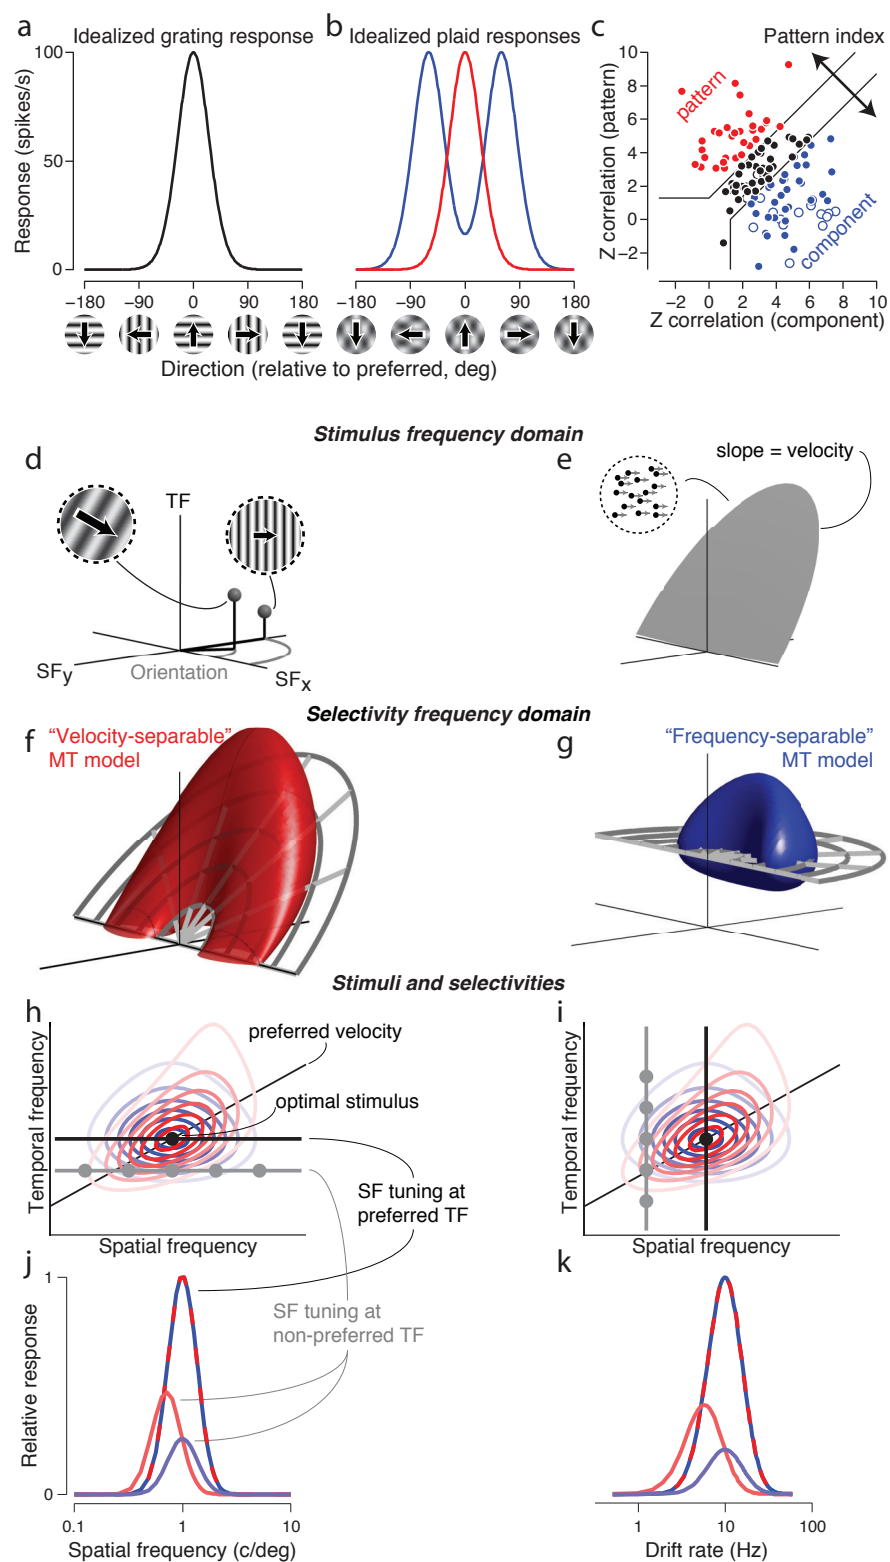 a
Idealized grating response
b
Idealized plaid responses
c
Pattern index
Response (spikes/s)
100
50
0
−180
−90
0
90
180
−180
−90
0
90
180
Direction (relative to preferred, deg)
Z correlation (pattern)
10
8
6
4
2
0
−2
pattern
component
−2
0
2
4
6
8
10
Z correlation (component)
Stimulus frequency domain
d
TF
SFy
Orientation
SFx
e
slope = velocity
Selectivity frequency domain
f
“Velocity-separable”
MT model
g
“Frequency-separable”
MT model
Stimuli and selectivities
h
Temporal frequency
preferred velocity
optimal stimulus
SF tuning at
preferred TF
Spatial frequency
i
Temporal frequency
Spatial frequency
j
Relative response
1
0
SF tuning at
non-preferred TF
0.1
1
10
Spatial frequency (c/deg)
k
1
10
100
Drift rate (Hz)